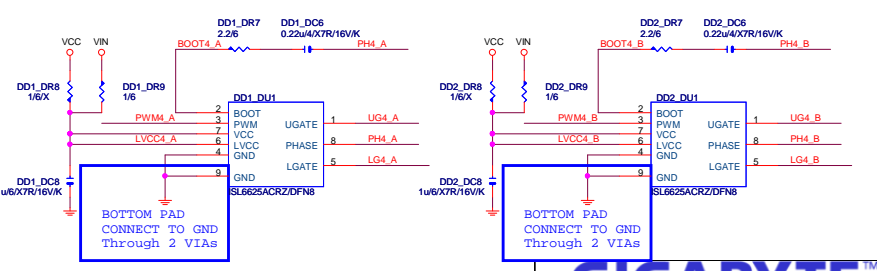 DD1_DR7 DD1_DC6
2.2/6 0.22u/4/X7R/16V/K
VCC VIN BOOT4_A PH4_A
DD1_DR8 DD1_DR9
1/6/X 1/6
DD1_DU1
2 BOOT
PWM4_A 3 PWM UGATE 1 UG4_A
7 VCC
LVCC4_A 6 LVCC PHASE 8 PH4_A
4 GND
LGATE 5 LG4_A
9 GND
DD1_DC8
u/6/X7R/16V/K
ISL6625ACRZ/DFN8
BOTTOM PAD
CONNECT TO GND
Through 2 VIAs
DD2_DR7 DD2_DC6
2.2/6 0.22u/4/X7R/16V/K
VCC VIN BOOT4_B PH4_B
DD2_DR8 DD2_DR9
1/6/X 1/6
DD2_DU1
2 BOOT
PWM4_B 3 PWM UGATE 1 UG4_B
7 VCC
LVCC4_B 6 LVCC PHASE 8 PH4_B
4 GND
LGATE 5 LG4_B
9 GND
DD2_DC8
1u/6/X7R/16V/K
ISL6625ACRZ/DFN8
BOTTOM PAD
CONNECT TO GND
Through 2 VIAs
GIGABYTE™